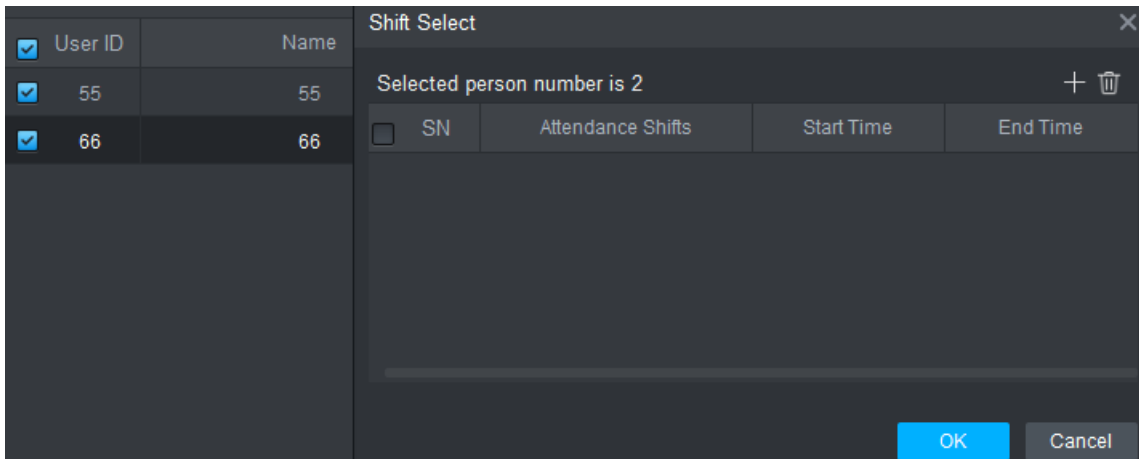 User ID Name
55 55
66 66
Shift Select
Selected person number is 2
SN Attendance Shifts Start Time End Time
OK Cancel